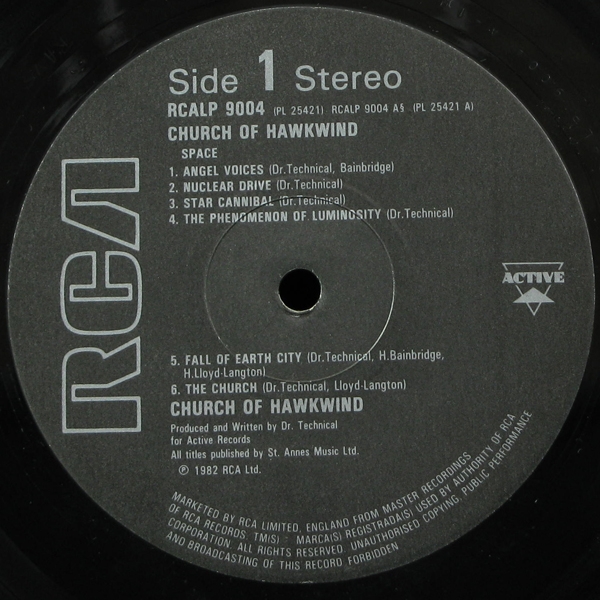 Side 1 Stereo
RCALP 9004 (PL 25421) RCALP 9004 A§ (PL 25421 A)
CHURCH OF HAWKWIND
SPACE
1. ANGEL VOICES (Dr.Technical, Bainbridge)
2. NUCLEAR DRIVE (Dr.Technical)
3. STAR CANNIBAL (Dr.Technical)
4. THE PHENOMENON OF LUMINOSITY (Dr.Technical)
RCA
ACTIVE
5. FALL OF EARTH CITY (Dr.Technical, H.Bainbridge,
H.Lloyd-Langton)
6. THE CHURCH (Dr.Technical, Lloyd-Langton)
CHURCH OF HAWKWIND
Produced and Written by Dr. Technical
for Active Records
All titles published by St. Annes Music Ltd.
℗ 1982 RCA Ltd.
MARKETED BY RCA LIMITED, ENGLAND FROM MASTER RECORDINGS
OF RCA RECORDS. TM(S) : MARCA(S) REGISTRADA(S) USED BY AUTHORITY OF RCA
CORPORATION. ALL RIGHTS RESERVED. UNAUTHORISED COPYING, PUBLIC PERFORMANCE
AND BROADCASTING OF THIS RECORD FORBIDDEN